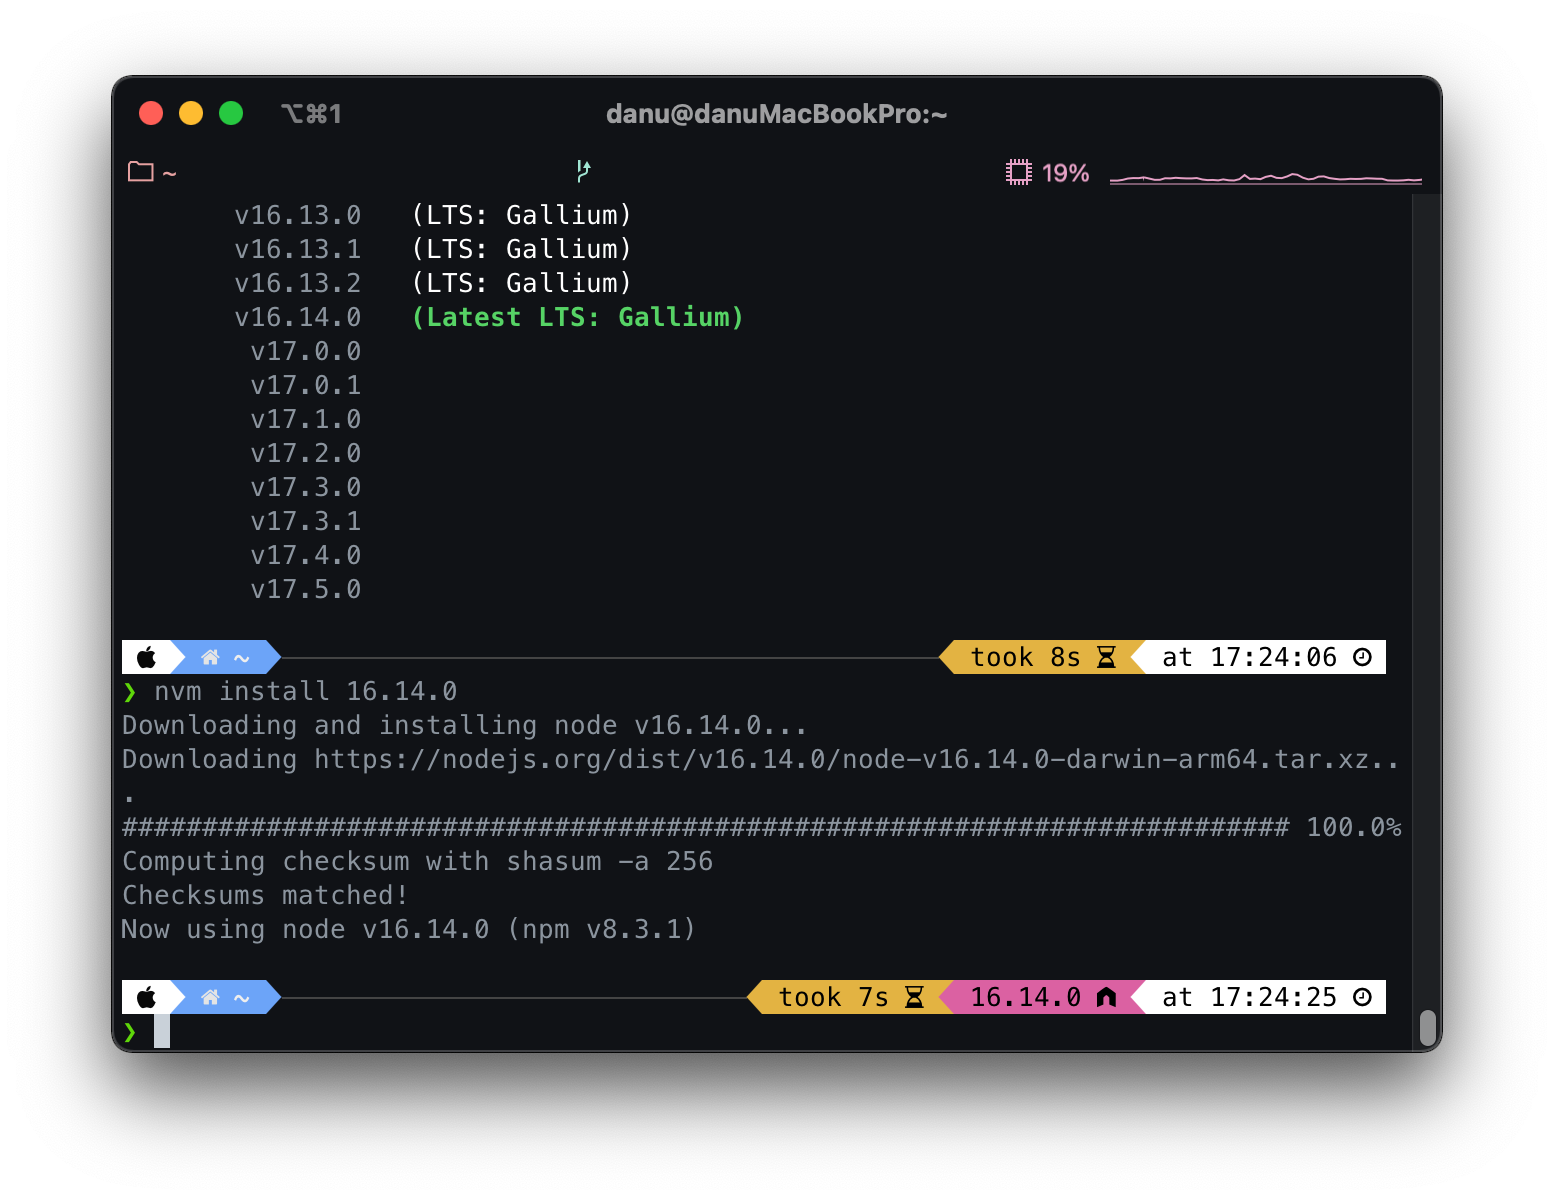 ⌥⌘1 danu@danuMacBookPro:~
~ 19%
v16.13.0 (LTS: Gallium)
v16.13.1 (LTS: Gallium)
v16.13.2 (LTS: Gallium)
v16.14.0 (Latest LTS: Gallium)
v17.0.0
v17.0.1
v17.1.0
v17.2.0
v17.3.0
v17.3.1
v17.4.0
v17.5.0
~ took 8s at 17:24:06
❯ nvm install 16.14.0
Downloading and installing node v16.14.0...
Downloading https://nodejs.org/dist/v16.14.0/node-v16.14.0-darwin-arm64.tar.xz..
.
######################################################################### 100.0%
Computing checksum with shasum -a 256
Checksums matched!
Now using node v16.14.0 (npm v8.3.1)
~ took 7s 16.14.0 at 17:24:25
❯